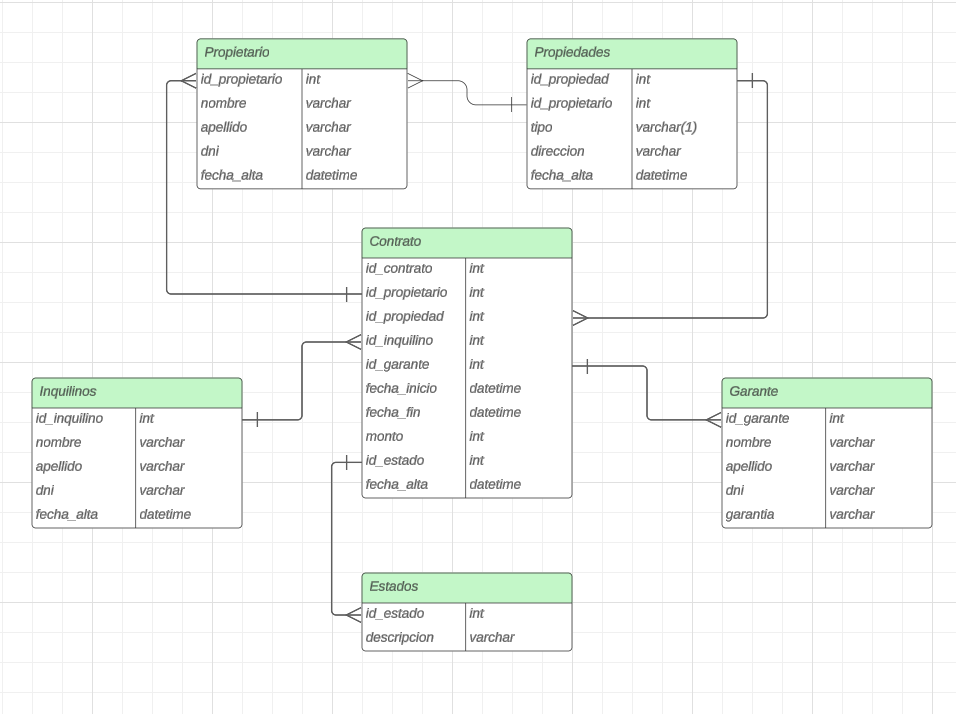 Propietario
id_propietario int
nombre varchar
apellido varchar
dni varchar
fecha_alta datetime
Propiedades
id_propiedad int
id_propietario int
tipo varchar(1)
direccion varchar
fecha_alta datetime
Contrato
id_contrato int
id_propietario int
id_propiedad int
id_inquilino int
id_garante int
fecha_inicio datetime
fecha_fin datetime
monto int
id_estado int
fecha_alta datetime
Inquilinos
id_inquilino int
nombre varchar
apellido varchar
dni varchar
fecha_alta datetime
Garante
id_garante int
nombre varchar
apellido varchar
dni varchar
garantia varchar
Estados
id_estado int
descripcion varchar